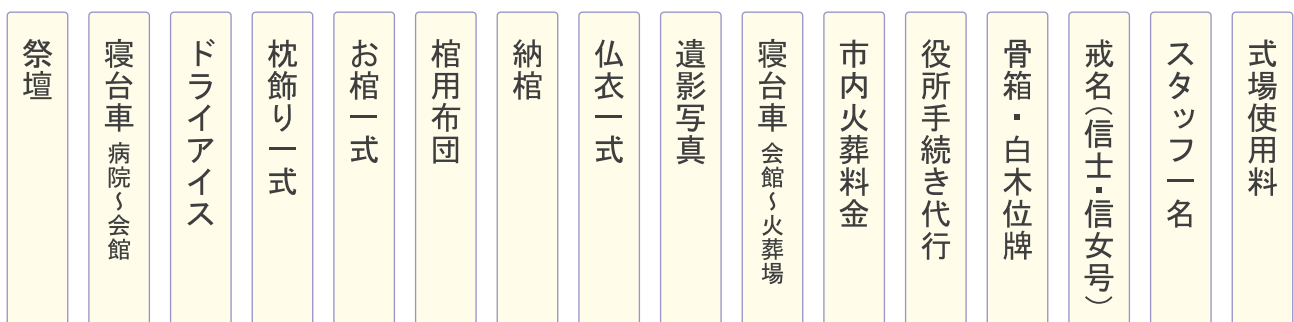 式場使用料
スタッフ一名
戒名(信士・信女号)
骨箱・白木位牌
役所手続き代行
市内火葬料金
寝台車 会館~火葬場
遺影写真
仏衣一式
納棺
棺用布団
お棺一式
枕飾り一式
ドライアイス
寝台車 病院~会館
祭壇